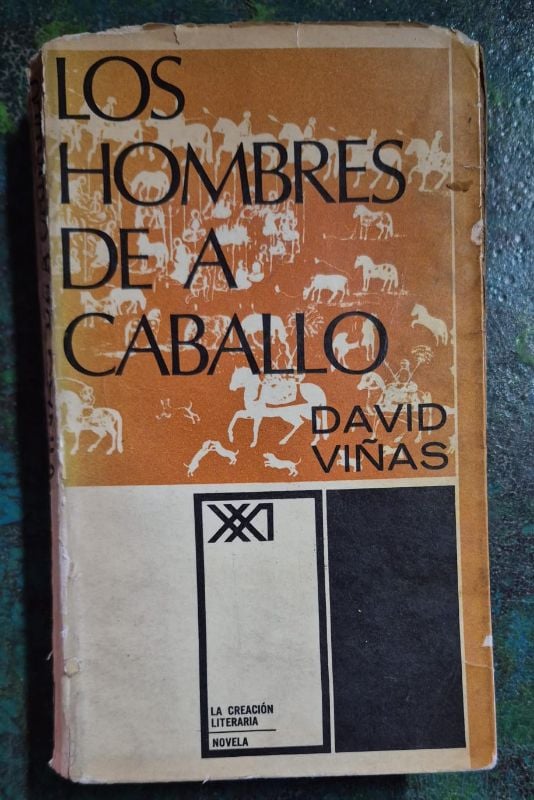 LOS
HOMBRES
DE A
CABALLO
DAVID
VIÑAS
XXI
LA CREACIÓN
LITERARIA
NOVELA